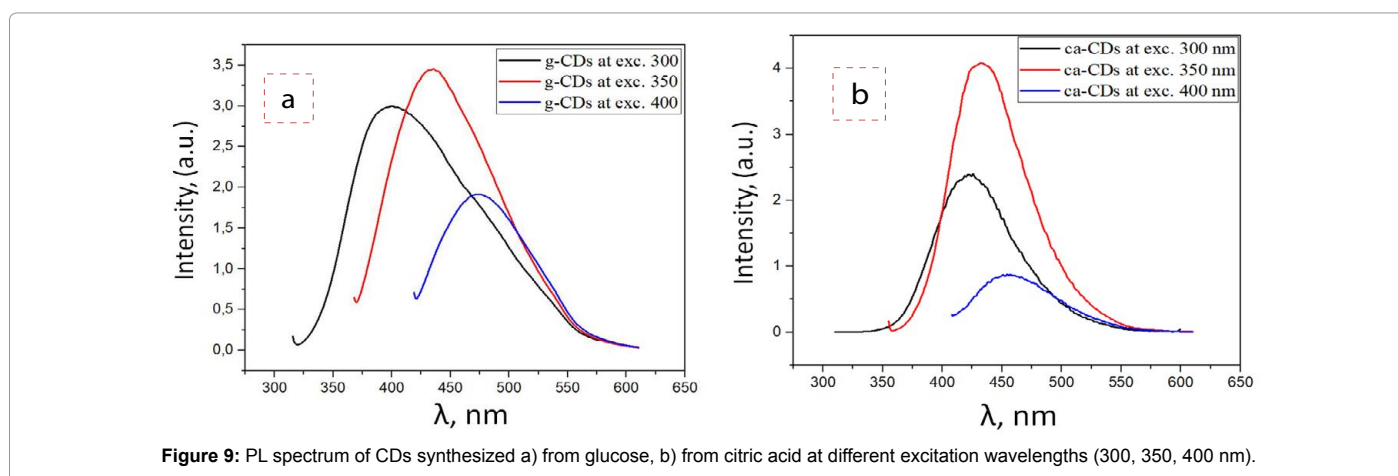 a
g-CDs at exc. 300
g-CDs at exc. 350
g-CDs at exc. 400
Intensity, (a.u.)
3,5
3,0
2,5
2,0
1,5
1,0
0,5
0,0
300 350 400 450 500 550 600 650
λ, nm
b
ca-CDs at exc. 300 nm
ca-CDs at exc. 350 nm
ca-CDs at exc. 400 nm
Intensity, (a.u.)
4
3
2
1
0
300 350 400 450 500 550 600 650
λ, nm
Figure 9: PL spectrum of CDs synthesized a) from glucose, b) from citric acid at different excitation wavelengths (300, 350, 400 nm).